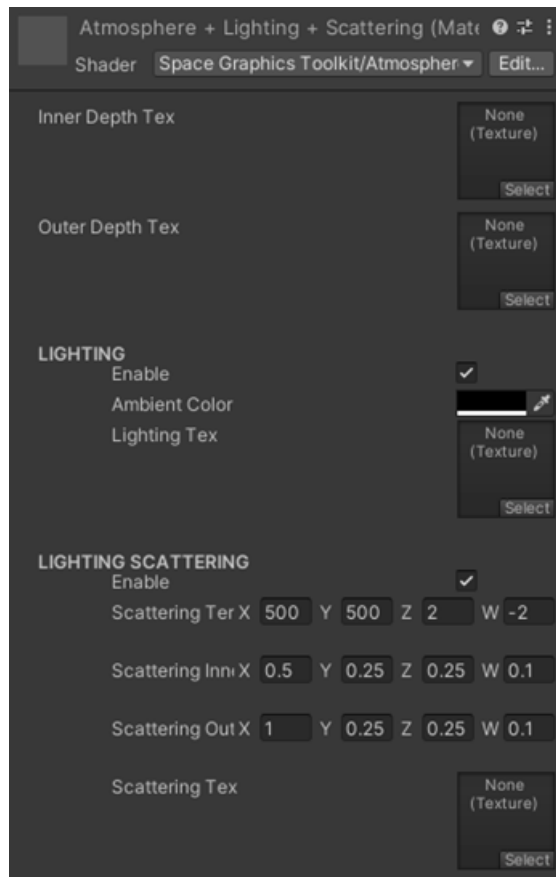 Atmosphere + Lighting + Scattering (Mate
Shader Space Graphics Toolkit/Atmospher Edit...
Inner Depth Tex None
(Texture)
Select
Outer Depth Tex None
(Texture)
Select
LIGHTING
Enable
Ambient Color
Lighting Tex None
(Texture)
Select
LIGHTING SCATTERING
Enable
Scattering Ter X 500 Y 500 Z 2 W -2
Scattering Inn X 0.5 Y 0.25 Z 0.25 W 0.1
Scattering Out X 1 Y 0.25 Z 0.25 W 0.1
Scattering Tex None
(Texture)
Select